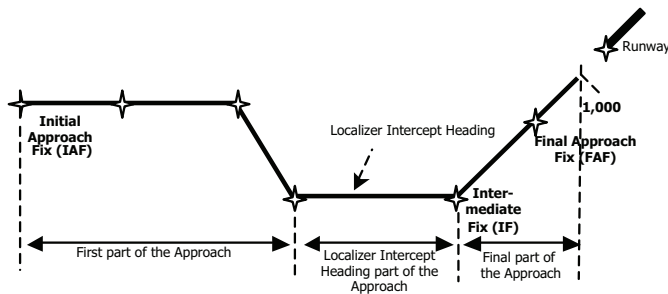 Runway
1,000
Initial
Approach
Fix (IAF)
Localizer Intercept Heading
Final Approach
Fix (FAF)
Inter-
mediate
Fix (IF)
First part of the Approach
Localizer Intercept
Heading part of the
Approach
Final part of
the Approach